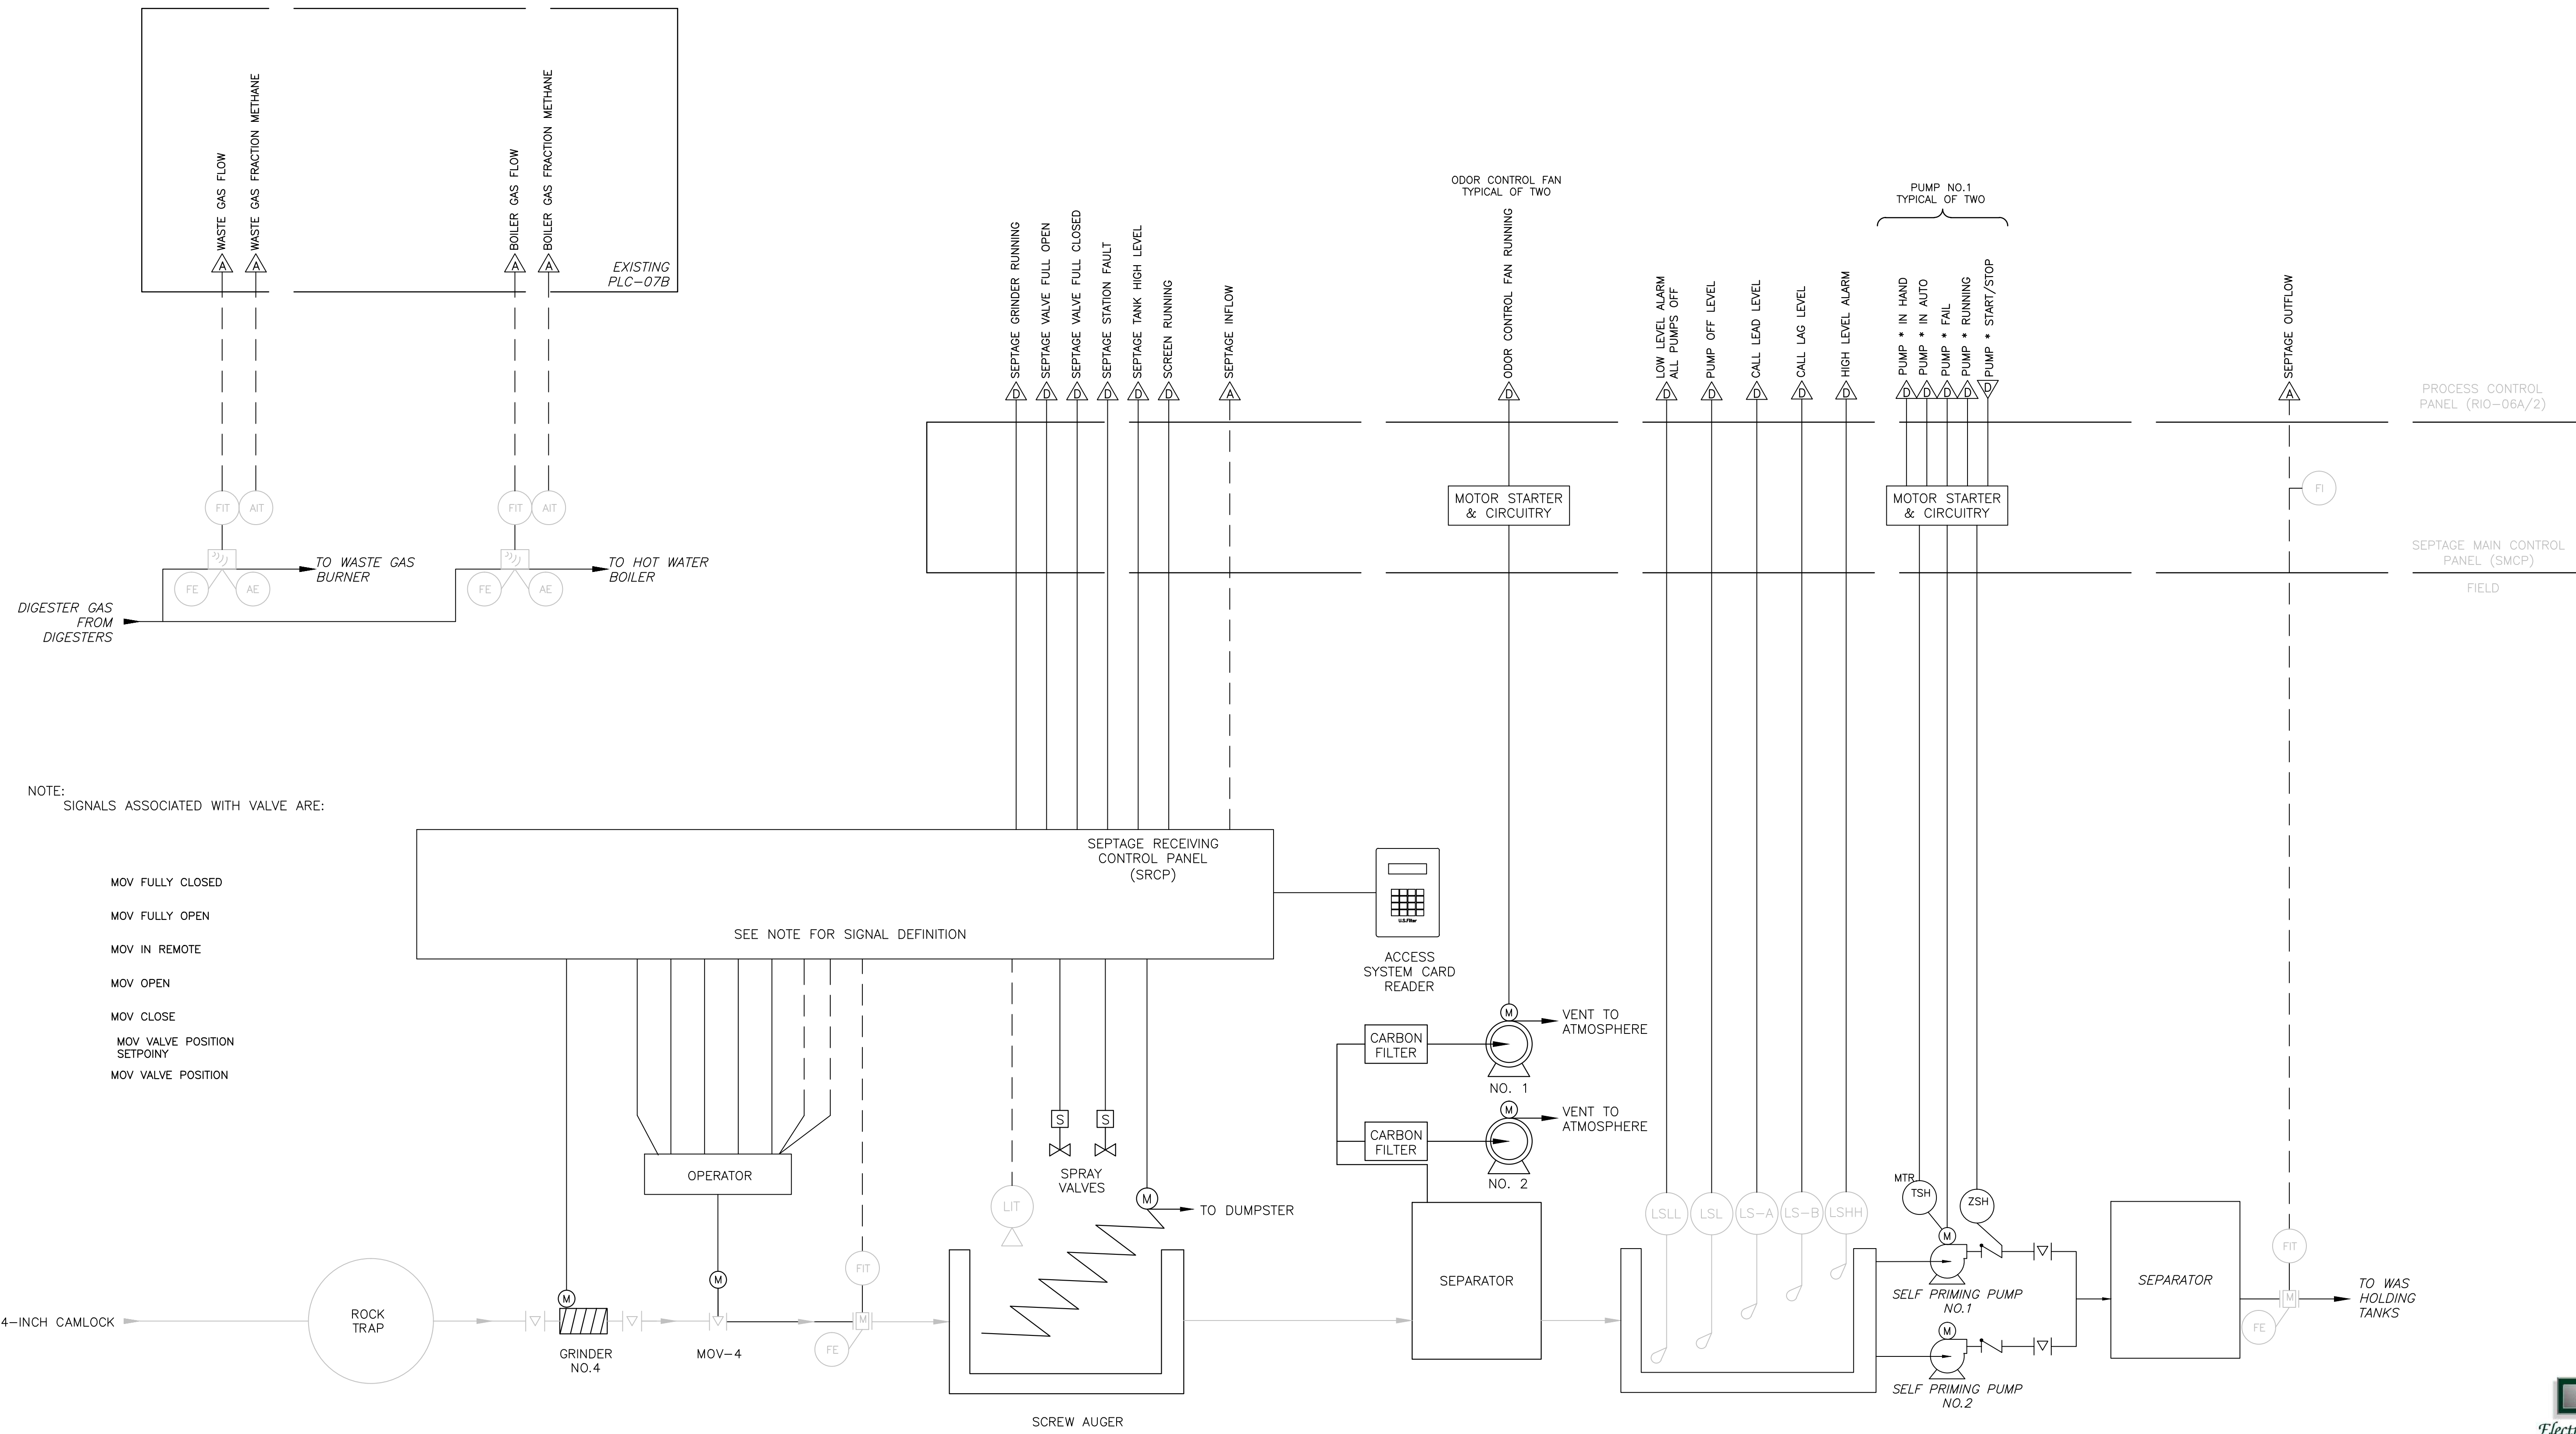 WASTE GAS FLOW
WASTE GAS FRACTION METHANE
BOILER GAS FLOW
BOILER GAS FRACTION METHANE
A
A
A
A
EXISTING
PLC-07B
FIT
AIT
FIT
AIT
TO WASTE GAS
BURNER
TO HOT WATER
BOILER
FE
AE
FE
AE
DIGESTER GAS
FROM
DIGESTERS
SEPTAGE GRINDER RUNNING
SEPTAGE VALVE FULL OPEN
SEPTAGE VALVE FULL CLOSED
SEPTAGE STATION FAULT
SEPTAGE TANK HIGH LEVEL
SCREEN RUNNING
SEPTAGE INFLOW
D
D
D
D
D
D
A
ODOR CONTROL FAN
TYPICAL OF TWO
ODOR CONTROL FAN RUNNING
D
LOW LEVEL ALARM
ALL PUMPS OFF
PUMP OFF LEVEL
CALL LEAD LEVEL
CALL LAG LEVEL
HIGH LEVEL ALARM
D
D
D
D
D
PUMP NO.1
TYPICAL OF TWO
PUMP * IN HAND
PUMP * IN AUTO
PUMP * FAIL
PUMP * RUNNING
PUMP * START/STOP
D
D
D
D
D
SEPTAGE OUTFLOW
A
PROCESS CONTROL
PANEL (RIO-06A/2)
MOTOR STARTER
& CIRCUITRY
MOTOR STARTER
& CIRCUITRY
FI
SEPTAGE MAIN CONTROL
PANEL (SMCP)
FIELD
NOTE:
SIGNALS ASSOCIATED WITH VALVE ARE:
MOV FULLY CLOSED
MOV FULLY OPEN
MOV IN REMOTE
MOV OPEN
MOV CLOSE
MOV VALVE POSITION
SETPOINY
MOV VALVE POSITION
SEPTAGE RECEIVING
CONTROL PANEL
(SRCP)
SEE NOTE FOR SIGNAL DEFINITION
U.S.Filter
ACCESS
SYSTEM CARD
READER
M
VENT TO
ATMOSPHERE
CARBON
FILTER
NO. 1
M
VENT TO
ATMOSPHERE
CARBON
FILTER
NO. 2
S
S
SPRAY
VALVES
OPERATOR
LIT
M
TO DUMPSTER
MTR
TSH
ZSH
LSLL
LSL
LS-A
LS-B
LSHH
M
FIT
M
FIT
M
4-INCH CAMLOCK
ROCK
TRAP
GRINDER
NO.4
MOV-4
M
FE
SCREW AUGER
SEPARATOR
SELF PRIMING PUMP
NO.1
M
SELF PRIMING PUMP
NO.2
SEPARATOR
M
FE
TO WAS
HOLDING
TANKS